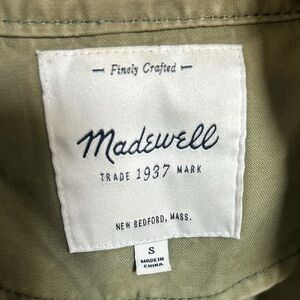 Finely Crafted
Madewell
TRADE 1937 MARK
NEW BEDFORD, MASS.
S
MADE IN
CHINA